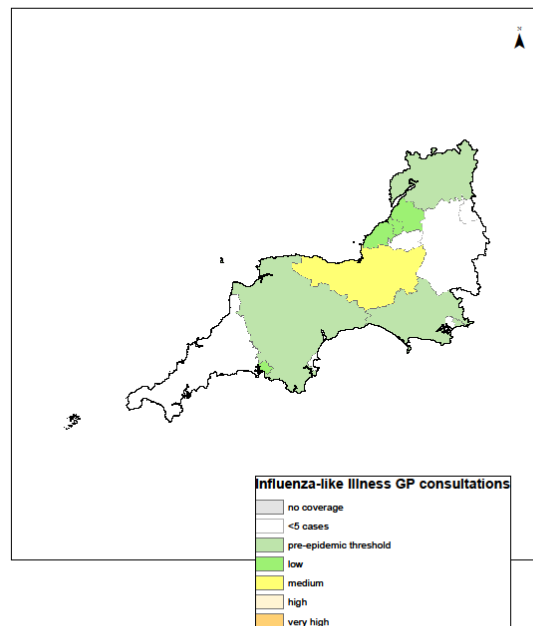 N
Influenza-like Illness GP consultations
no coverage
<5 cases
pre-epidemic threshold
low
medium
high
very high